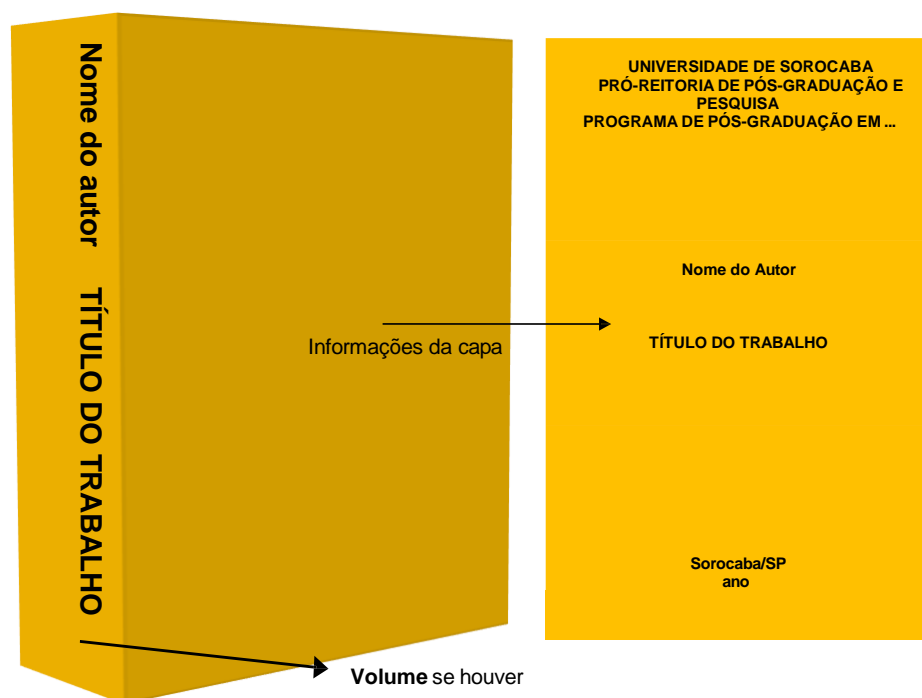 Nome do autor
TÍTULO DO TRABALHO
Informações da capa
Volume se houver
UNIVERSIDADE DE SOROCABA
PRÓ-REITORIA DE PÓS-GRADUAÇÃO E
PESQUISA
PROGRAMA DE PÓS-GRADUAÇÃO EM ...
Nome do Autor
TÍTULO DO TRABALHO
Sorocaba/SP
ano